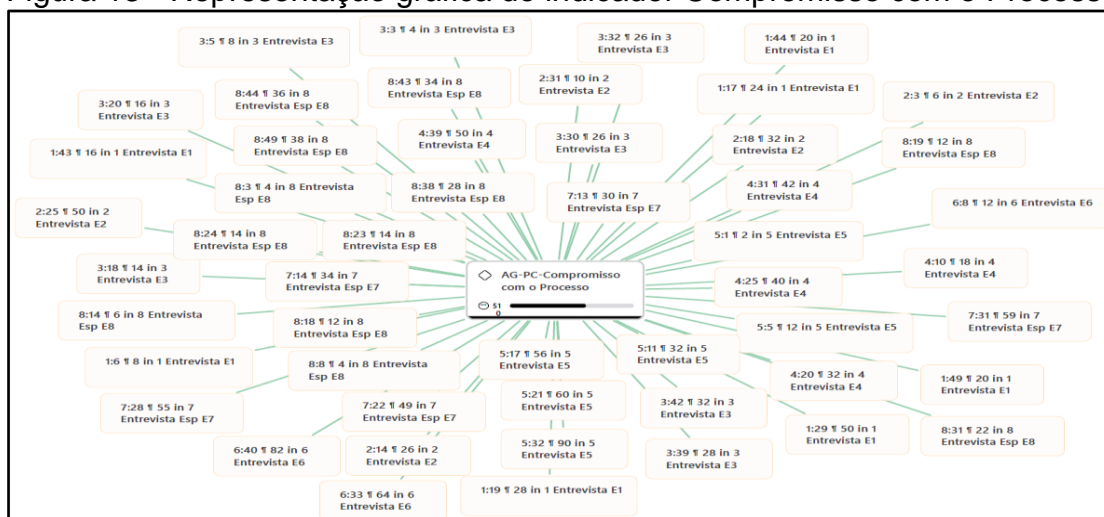 3:5 ¶ 8 in 3 Entrevista E3
3:3 ¶ 4 in 3 Entrevista E3
3:32 ¶ 26 in 3
Entrevista E3
1:44 ¶ 20 in 1
Entrevista E1
8:44 ¶ 36 in 8
Entrevista Esp E8
8:43 ¶ 34 in 8
Entrevista Esp E8
2:31 ¶ 10 in 2
Entrevista E2
1:17 ¶ 24 in 1 Entrevista E1
2:3 ¶ 6 in 2 Entrevista E2
3:20 ¶ 16 in 3
Entrevista E3
8:49 ¶ 38 in 8
Entrevista Esp E8
4:39 ¶ 50 in 4
Entrevista E4
3:30 ¶ 26 in 3
Entrevista E3
2:18 ¶ 32 in 2
Entrevista E2
8:19 ¶ 12 in 8
Entrevista Esp E8
1:43 ¶ 16 in 1 Entrevista E1
8:3 ¶ 4 in 8 Entrevista
Esp E8
8:38 ¶ 28 in 8
Entrevista Esp E8
7:13 ¶ 30 in 7
Entrevista Esp E7
4:31 ¶ 42 in 4
Entrevista E4
6:8 ¶ 12 in 6 Entrevista E6
2:25 ¶ 50 in 2
Entrevista E2
8:24 ¶ 14 in 8
Entrevista Esp E8
8:23 ¶ 14 in 8
Entrevista Esp E8
5:1 ¶ 2 in 5 Entrevista E5
3:18 ¶ 14 in 3
Entrevista E3
7:14 ¶ 34 in 7
Entrevista Esp E7
AG-PC-Compromisso
com o Processo
51
0
4:25 ¶ 40 in 4
Entrevista E4
4:10 ¶ 18 in 4
Entrevista E4
8:14 ¶ 6 in 8 Entrevista
Esp E8
8:18 ¶ 12 in 8
Entrevista Esp E8
5:5 ¶ 12 in 5 Entrevista E5
7:31 ¶ 59 in 7
Entrevista Esp E7
1:6 ¶ 8 in 1 Entrevista E1
8:8 ¶ 4 in 8 Entrevista
Esp E8
5:17 ¶ 56 in 5
Entrevista E5
5:11 ¶ 32 in 5
Entrevista E5
4:20 ¶ 32 in 4
Entrevista E4
1:49 ¶ 20 in 1
Entrevista E1
7:28 ¶ 55 in 7
Entrevista Esp E7
7:22 ¶ 49 in 7
Entrevista Esp E7
5:21 ¶ 60 in 5
Entrevista E5
3:42 ¶ 32 in 3
Entrevista E3
1:29 ¶ 50 in 1
Entrevista E1
8:31 ¶ 22 in 8
Entrevista Esp E8
6:40 ¶ 82 in 6
Entrevista E6
2:14 ¶ 26 in 2
Entrevista E2
5:32 ¶ 90 in 5
Entrevista E5
3:39 ¶ 28 in 3
Entrevista E3
6:33 ¶ 64 in 6
Entrevista E6
1:19 ¶ 28 in 1 Entrevista E1